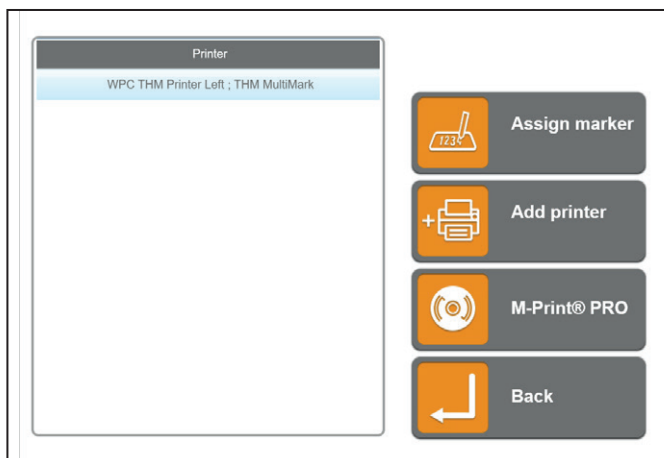 Printer
WPC THM Printer Left ; THM MultiMark
1234
Assign marker
Add printer
M-Print® PRO
Back